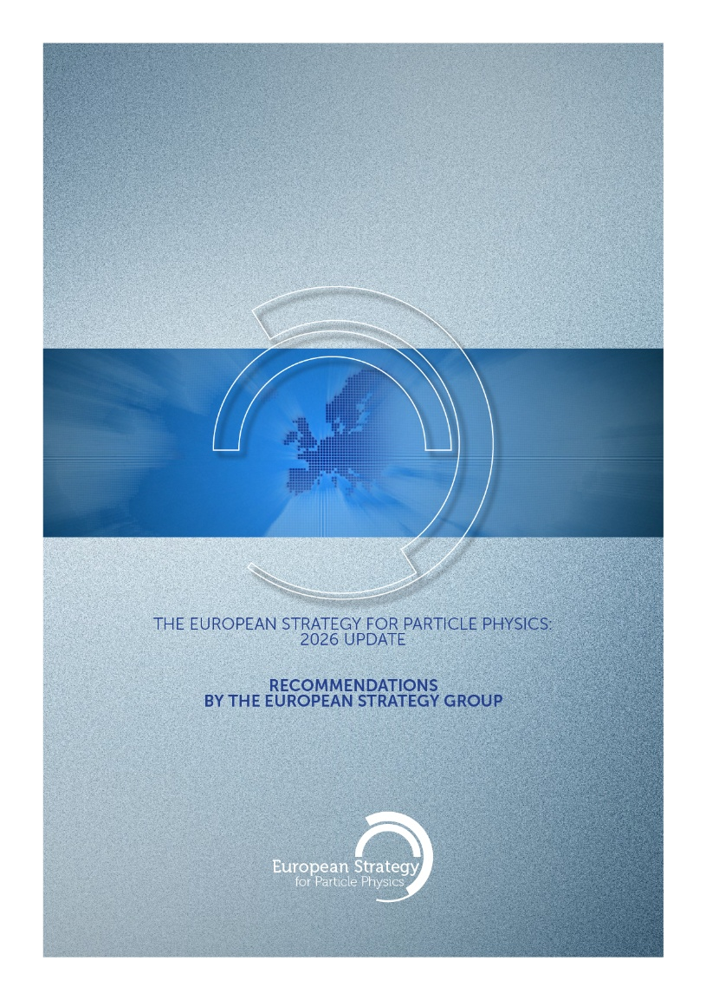 THE EUROPEAN STRATEGY FOR PARTICLE PHYSICS:
2026 UPDATE
RECOMMENDATIONS
BY THE EUROPEAN STRATEGY GROUP
European Strategy
for Particle Physics